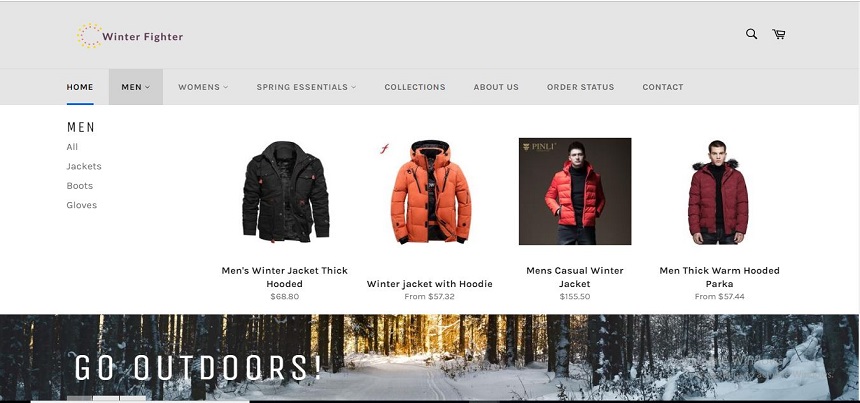 Winter Fighter
HOME MEN WOMENS SPRING ESSENTIALS COLLECTIONS ABOUT US ORDER STATUS CONTACT
MEN
All
Jackets
Boots
Gloves
PINLI
Men's Winter Jacket Thick
Hooded
$68.80
Winter jacket with Hoodie
From $57.32
Mens Casual Winter
Jacket
$155.50
Men Thick Warm Hooded
Parka
From $57.44
GO OUTDOORS!